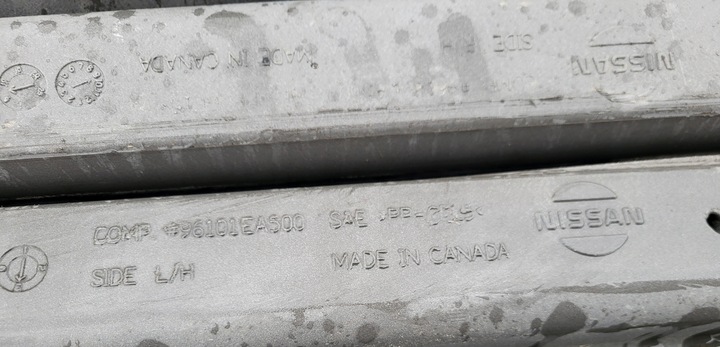 NISSAN
SIDE R/H
MADE IN CANADA
COMP #96101EA500 S&E
NISSAN
SIDE L/H MADE IN CANADA